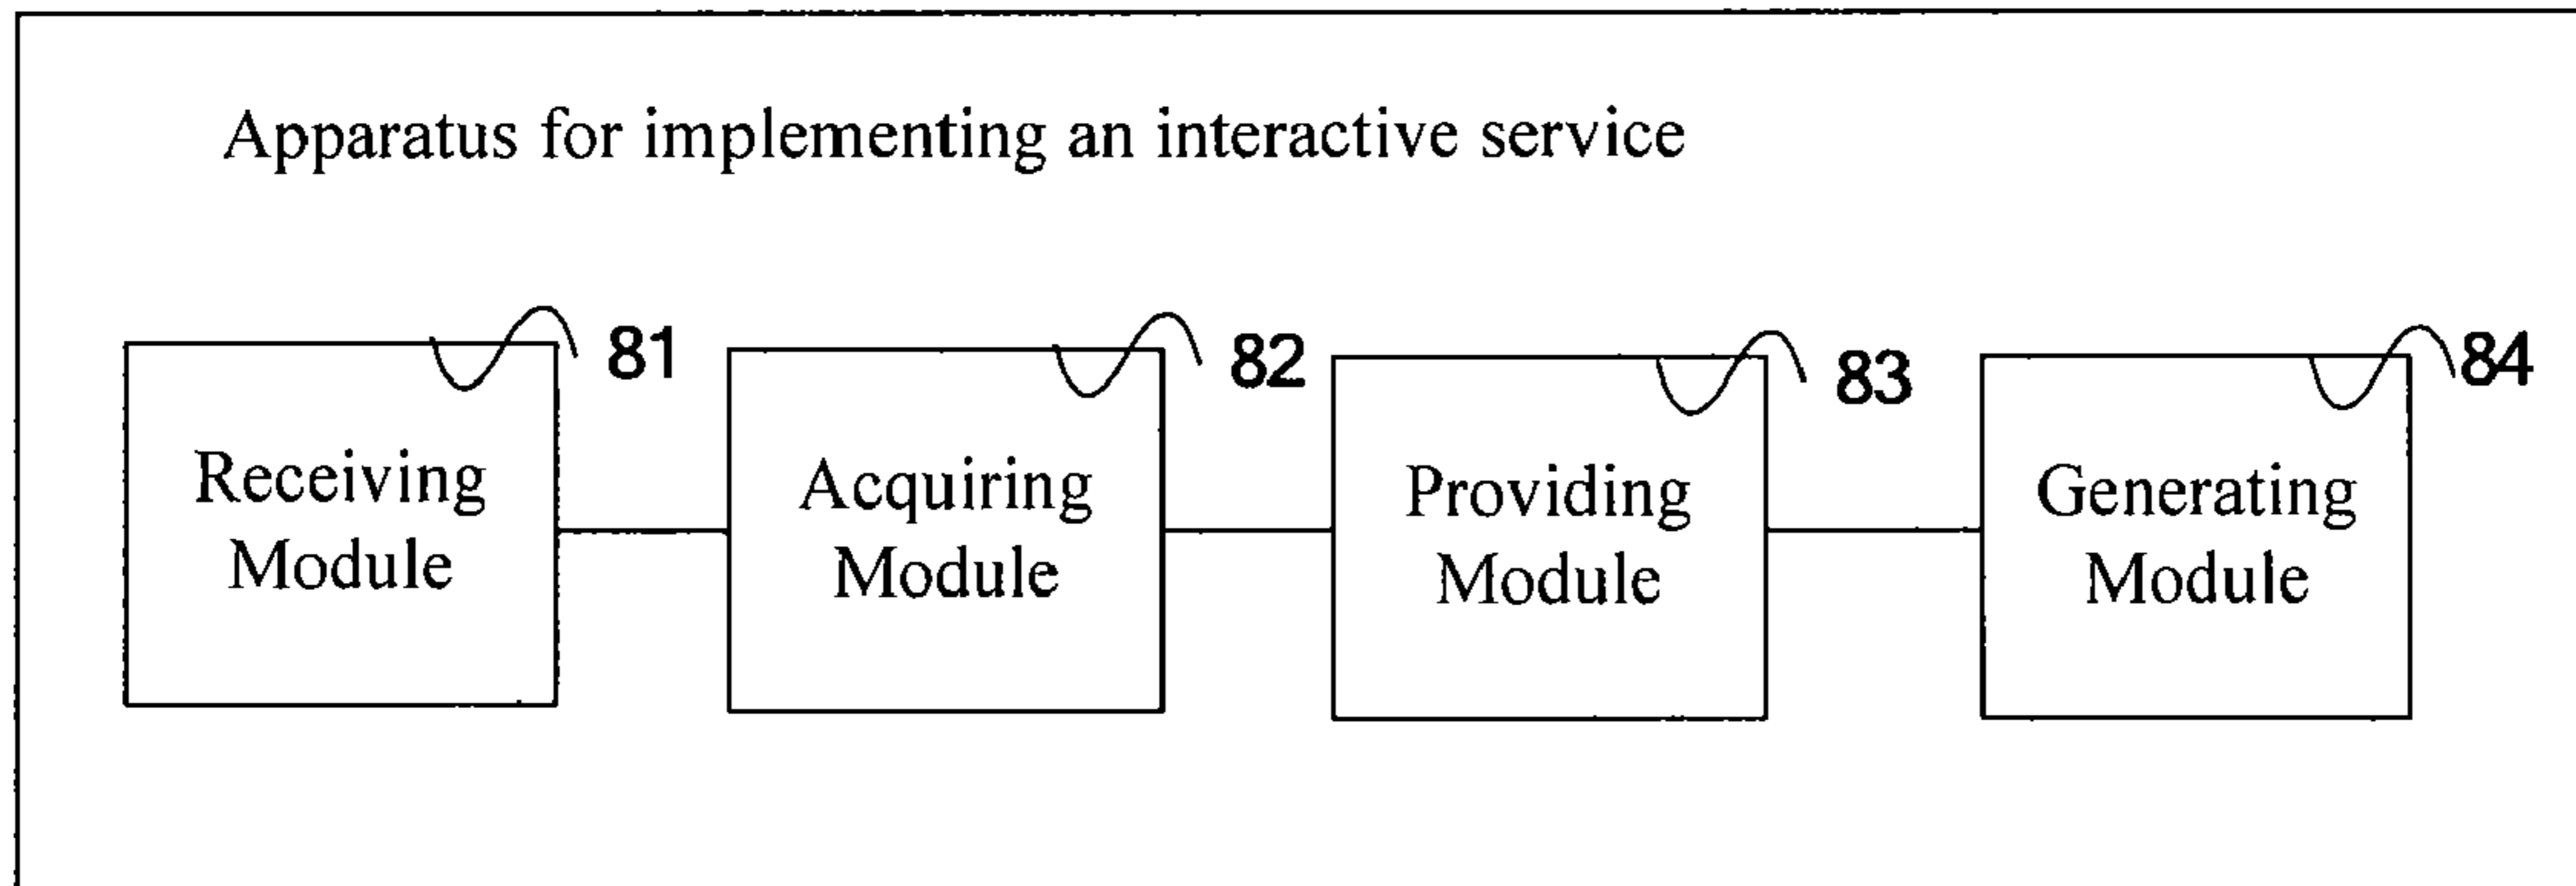 Apparatus for implementing an interactive service
81
82
83
84
Receiving
Module
Acquiring
Module
Providing
Module
Generating
Module